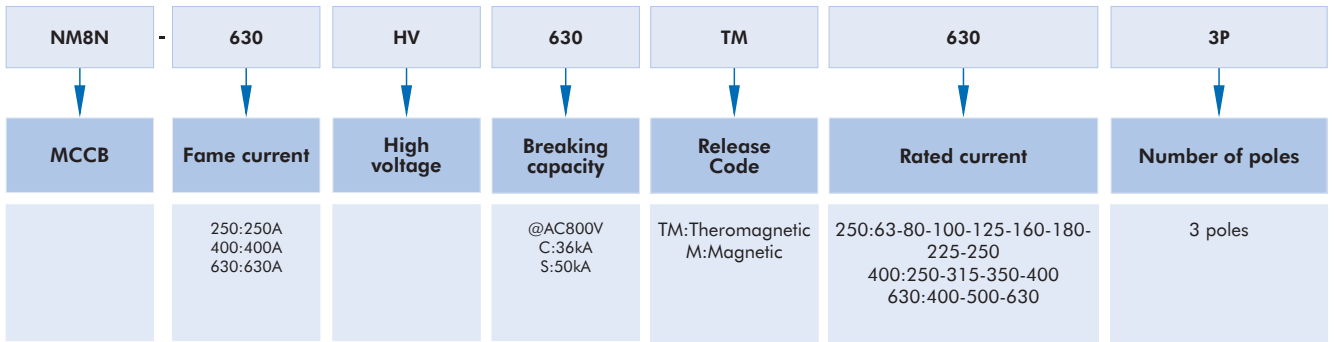 NM8N - 630 HV 630 TM 630 3P
MCCB
Fame current
High
voltage
Breaking
capacity
Release
Code
Rated current
Number of poles
250:250A
400:400A
630:630A
@AC800V
C:36kA
S:50kA
TM:Theromagnetic
M:Magnetic
250:63-80-100-125-160-180-
225-250
400:250-315-350-400
630:400-500-630
3 poles